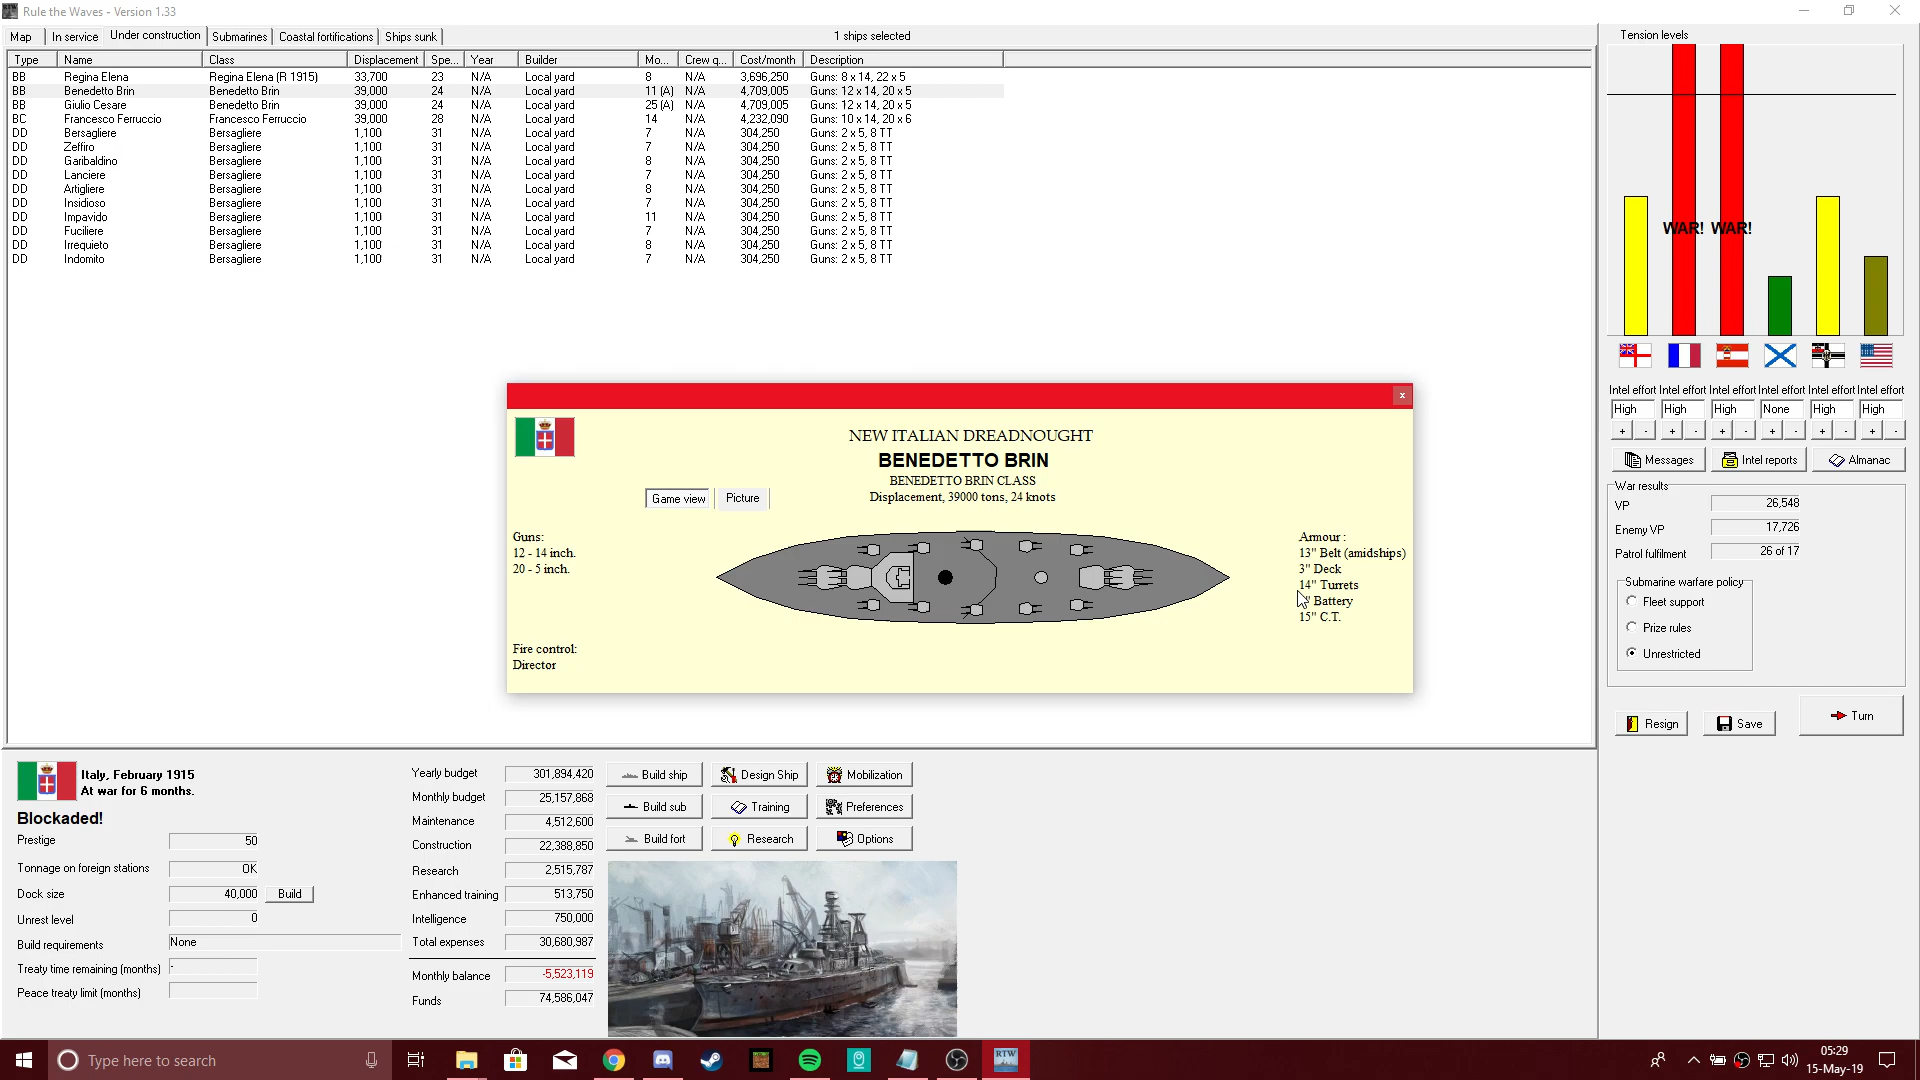 Rule the Waves - Version 1.33
Map In service Under construction Submarines Coastal fortifications Ships sunk 1 ships selected
Type Name Class Displacement Spe... Year Builder Mo... Crew q... Cost/month Description
BB Regina Elena Regina Elena (R 1915) 33,700 23 N/A Local yard 8 N/A 3,696,250 Guns: 8 x 14, 22 x 5
BB Benedetto Brin Benedetto Brin 39,000 24 N/A Local yard 11 (A) N/A 4,709,005 Guns: 12 x 14, 20 x 5
BB Giulio Cesare Benedetto Brin 39,000 24 N/A Local yard 25 (A) N/A 4,709,005 Guns: 12 x 14, 20 x 5
BC Francesco Ferruccio Francesco Ferruccio 39,000 28 N/A Local yard 14 N/A 4,232,090 Guns: 10 x 14, 20 x 6
DD Bersagliere Bersagliere 1,100 31 N/A Local yard 7 N/A 304,250 Guns: 2 x 5, 8 TT
DD Zeffiro Bersagliere 1,100 31 N/A Local yard 7 N/A 304,250 Guns: 2 x 5, 8 TT
DD Garibaldino Bersagliere 1,100 31 N/A Local yard 8 N/A 304,250 Guns: 2 x 5, 8 TT
DD Lanciere Bersagliere 1,100 31 N/A Local yard 7 N/A 304,250 Guns: 2 x 5, 8 TT
DD Artigliere Bersagliere 1,100 31 N/A Local yard 8 N/A 304,250 Guns: 2 x 5, 8 TT
DD Insidioso Bersagliere 1,100 31 N/A Local yard 7 N/A 304,250 Guns: 2 x 5, 8 TT
DD Impavido Bersagliere 1,100 31 N/A Local yard 11 N/A 304,250 Guns: 2 x 5, 8 TT
DD Fuciliere Bersagliere 1,100 31 N/A Local yard 7 N/A 304,250 Guns: 2 x 5, 8 TT
DD Irrequieto Bersagliere 1,100 31 N/A Local yard 8 N/A 304,250 Guns: 2 x 5, 8 TT
DD Indomito Bersagliere 1,100 31 N/A Local yard 7 N/A 304,250 Guns: 2 x 5, 8 TT
NEW ITALIAN DREADNOUGHT
BENEDETTO BRIN
BENEDETTO BRIN CLASS
Displacement, 39000 tons, 24 knots
Game view Picture
Guns:
12 - 14 inch.
20 - 5 inch.
Fire control:
Director
Armour :
13" Belt (amidships)
3" Deck
14" Turrets
" Battery
15" C.T.
Tension levels
WAR! WAR!
Intel effort Intel effort Intel effort Intel effort Intel effort Intel effort
High High High None High High
+ - + - + - + - + - + -
Messages Intel reports Almanac
War results
VP 26,548
Enemy VP 17,726
Patrol fulfilment 26 of 17
Submarine warfare policy
Fleet support
Prize rules
Unrestricted
Resign Save Turn
Italy, February 1915
At war for 6 months.
Blockaded!
Prestige 50
Tonnage on foreign stations OK
Dock size 40,000 Build
Unrest level 0
Build requirements None
Treaty time remaining (months) -
Peace treaty limit (months)
Yearly budget 301,894,420
Monthly budget 25,157,868
Maintenance 4,512,600
Construction 22,388,850
Research 2,515,787
Enhanced training 513,750
Intelligence 750,000
Total expenses 30,680,987
Monthly balance -5,523,119
Funds 74,586,047
Build ship Design Ship Mobilization
Build sub Training Preferences
Build fort Research Options
Type here to search
RTW
05:29
15-May-19